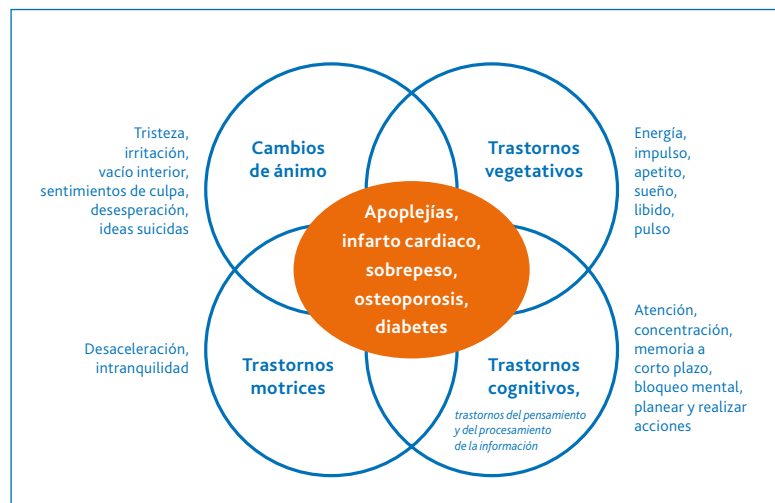 Tristeza,
irritación,
vacío interior,
sentimientos de culpa,
desesperación,
ideas suicidas
Cambios
de ánimo
Trastornos
vegetativos
Energía,
impulso,
apetito,
sueño,
libido,
pulso
Apoplejías,
infarto cardiaco,
sobrepeso,
osteoporosis,
diabetes
Desaceleración,
intranquilidad
Trastornos
motrices
Trastornos
cognitivos,
trastornos del pensamiento
y del procesamiento
de la información
Atención,
concentración,
memoria a
corto plazo,
bloqueo mental,
planear y realizar
acciones